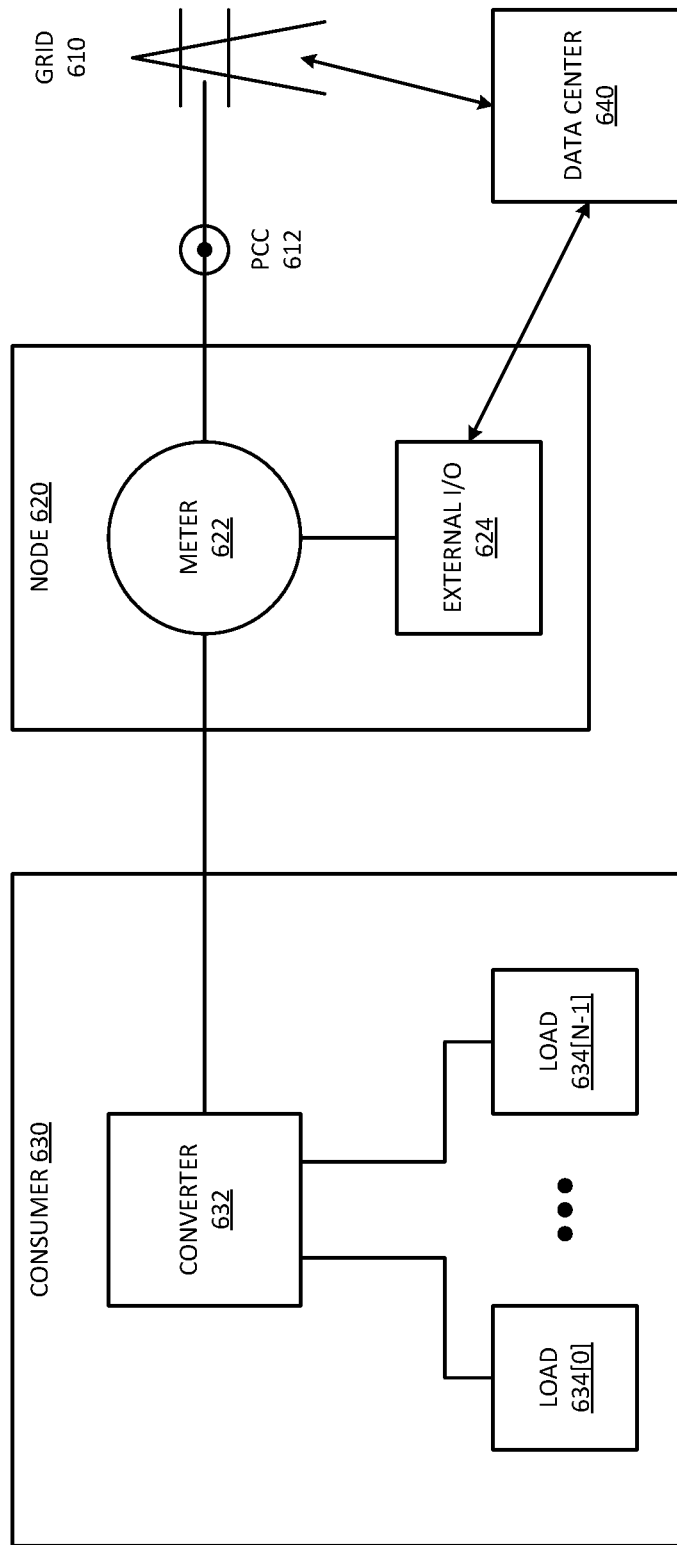 CONSUMER 630
CONVERTER
632
LOAD
634[0]
LOAD
634[N-1]
NODE 620
METER
622
EXTERNAL I/O
624
PCC
612
GRID
610
DATA CENTER
640